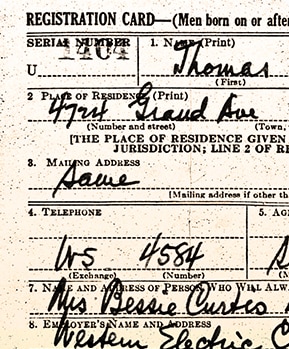 REGISTRATION CARD—(Men born on or after
SERIAL NUMBER 1. NAME (Print)
U Thomas
(First)
2 PLACE OF RESIDENCE (Print)
4724 Grand Ave
(Number and street) (Town,
[THE PLACE OF RESIDENCE GIVEN
JURISDICTION; LINE 2 OF RE
3. MAILING ADDRESS
Same
[Mailing address if other th
4. TELEPHONE 5. AG
4584
(Exchange) (Number)
7. NAME AND ADDRESS OF PERSON WHO WILL ALWA
Mrs Bessie Curtis
8. EMPLOYER'S NAME AND ADDRESS
Western Electric C